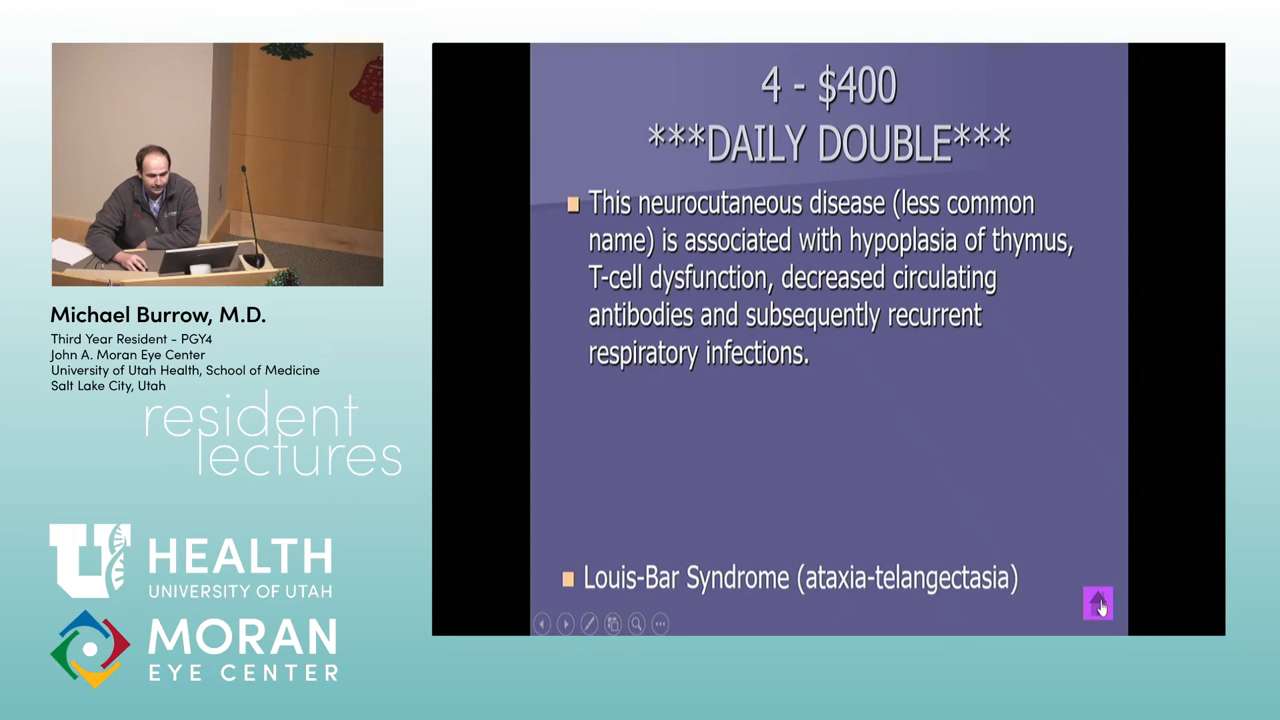 4 - $400
***DAILY DOUBLE***
This neurocutaneous disease (less common
name) is associated with hypoplasia of thymus,
T-cell dysfunction, decreased circulating
antibodies and subsequently recurrent
respiratory infections.
Louis-Bar Syndrome (ataxia-telangectasia)
Michael Burrow, M.D.
Third Year Resident - PGY4
John A. Moran Eye Center
University of Utah Health, School of Medicine
Salt Lake City, Utah
resident
lectures
U HEALTH
UNIVERSITY OF UTAH
MORAN
EYE CENTER